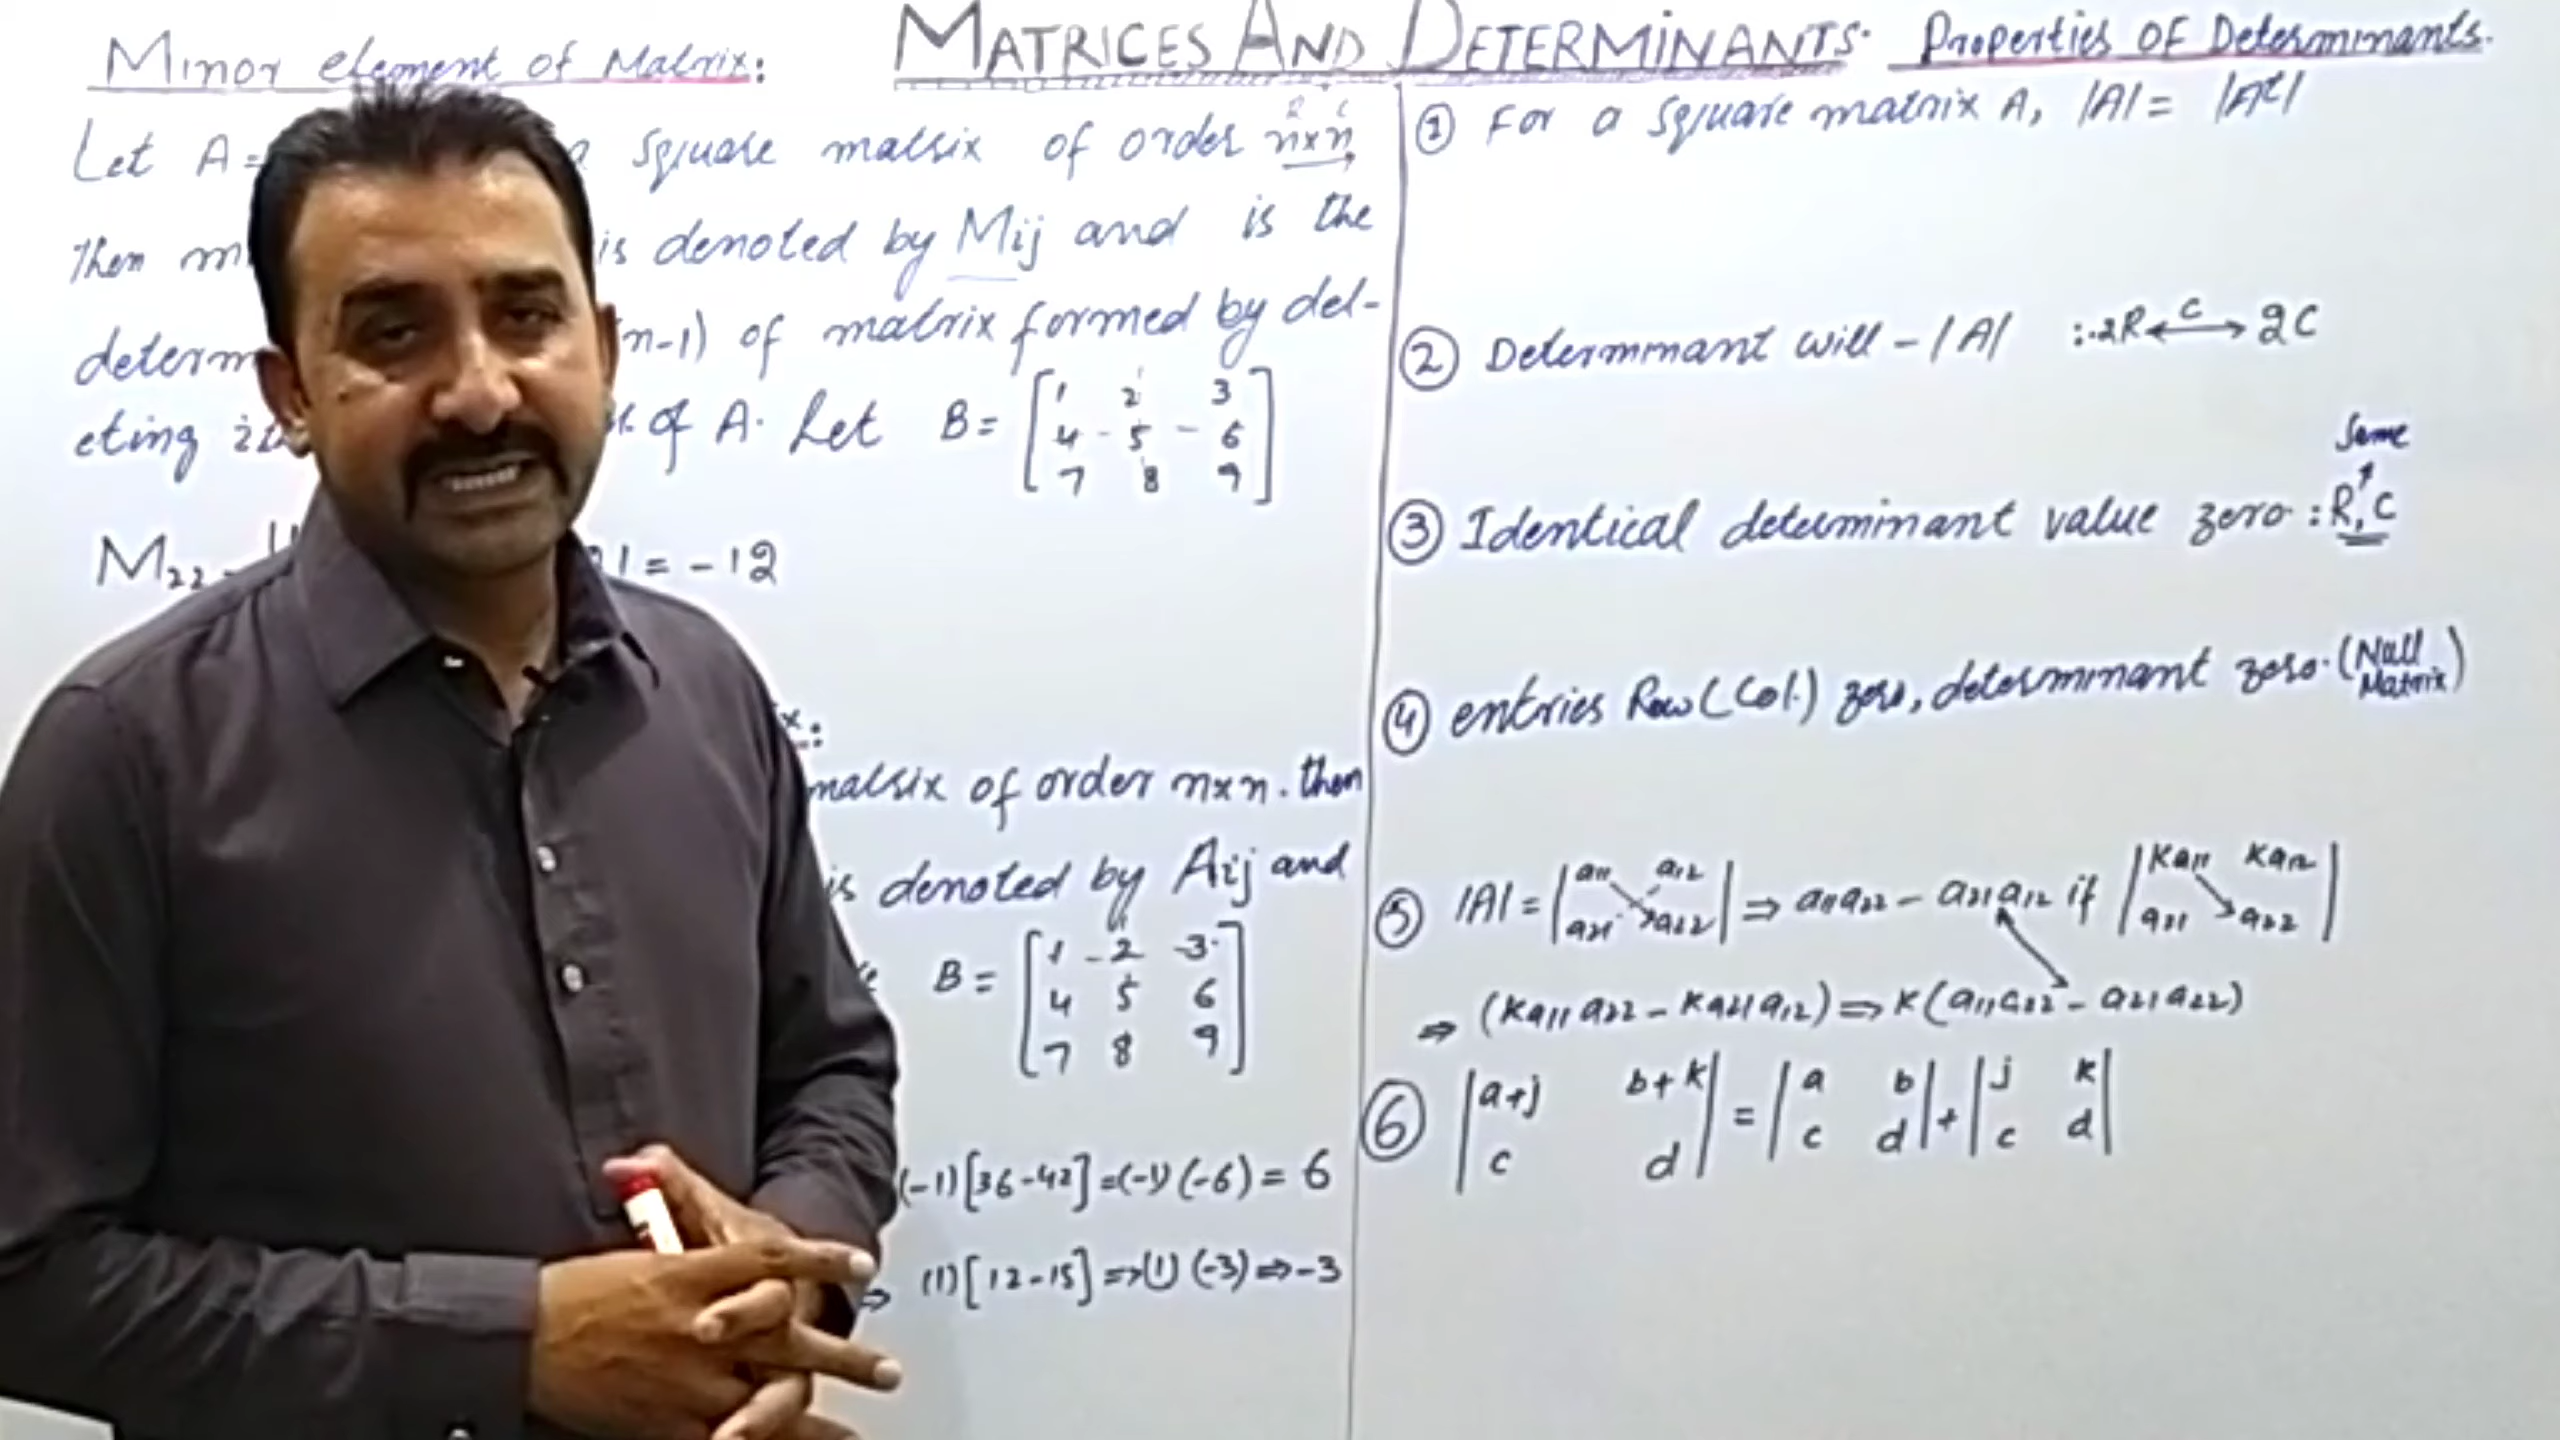 MATRICES AND DETERMINANTS.
Minor element of Matrix:
Let A= a square matrix of order n×n
R C
then m is denoted by Mij and is the
determ (n-1) of matrix formed by del-
eting of A. Let B= [1 2 3
4 - 5 - 6
7 8 9]
M22 = -12
x:
matrix of order n×n. then
is denoted by Aij and
B= [1 - 2 -3
4 5 6
7 8 9]
(-1)[36-42]=(-1)(-6) = 6
⇒ (1)[12-15]⇒(1)(-3)⇒-3
Properties OF Determinants.
① For a square matrix A, |A| = |Aᵗ|
② Determinant will -|A| :.2R ←C→ 2C
Same
③ Identical determinant value zero : R,C
④ entries Row (Col.) zero, determinant zero. (Null Matrix)
⑤ |A| = |a11 a12
a21 a22| ⇒ a11a22 - a21a12 if |Ka11 Ka12
a21 a22|
⇒ (Ka11a22 - Ka21a12) ⇒ K(a11a22 - a21a22)
⑥ |a+j b+k
c d| = |a b
c d| + |j k
c d|